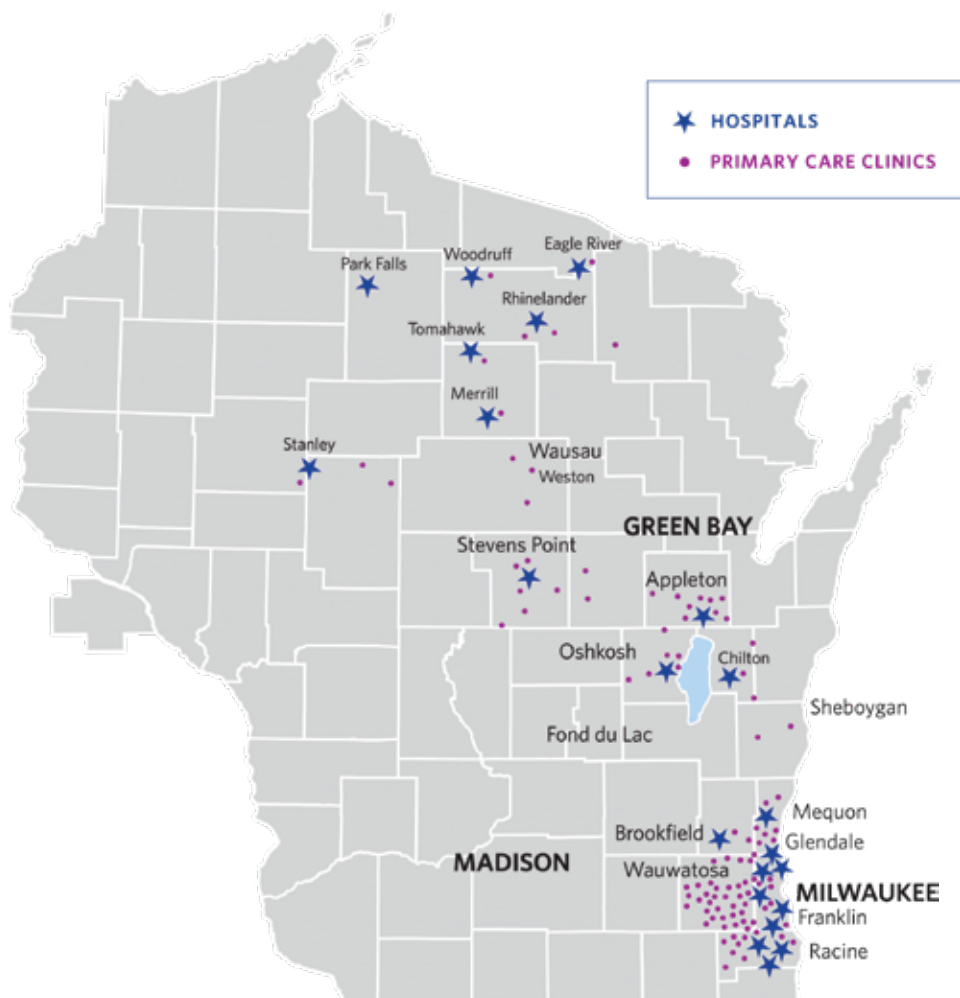 HOSPITALS
PRIMARY CARE CLINICS
Eagle River
Woodruff
Park Falls
Rhinelander
Tomahawk
Merrill
Stanley
Wausau
Weston
GREEN BAY
Stevens Point
Appleton
Oshkosh
Chilton
Sheboygan
Fond du Lac
Mequon
Brookfield
Glendale
MADISON
Wauwatosa
MILWAUKEE
Franklin
Racine